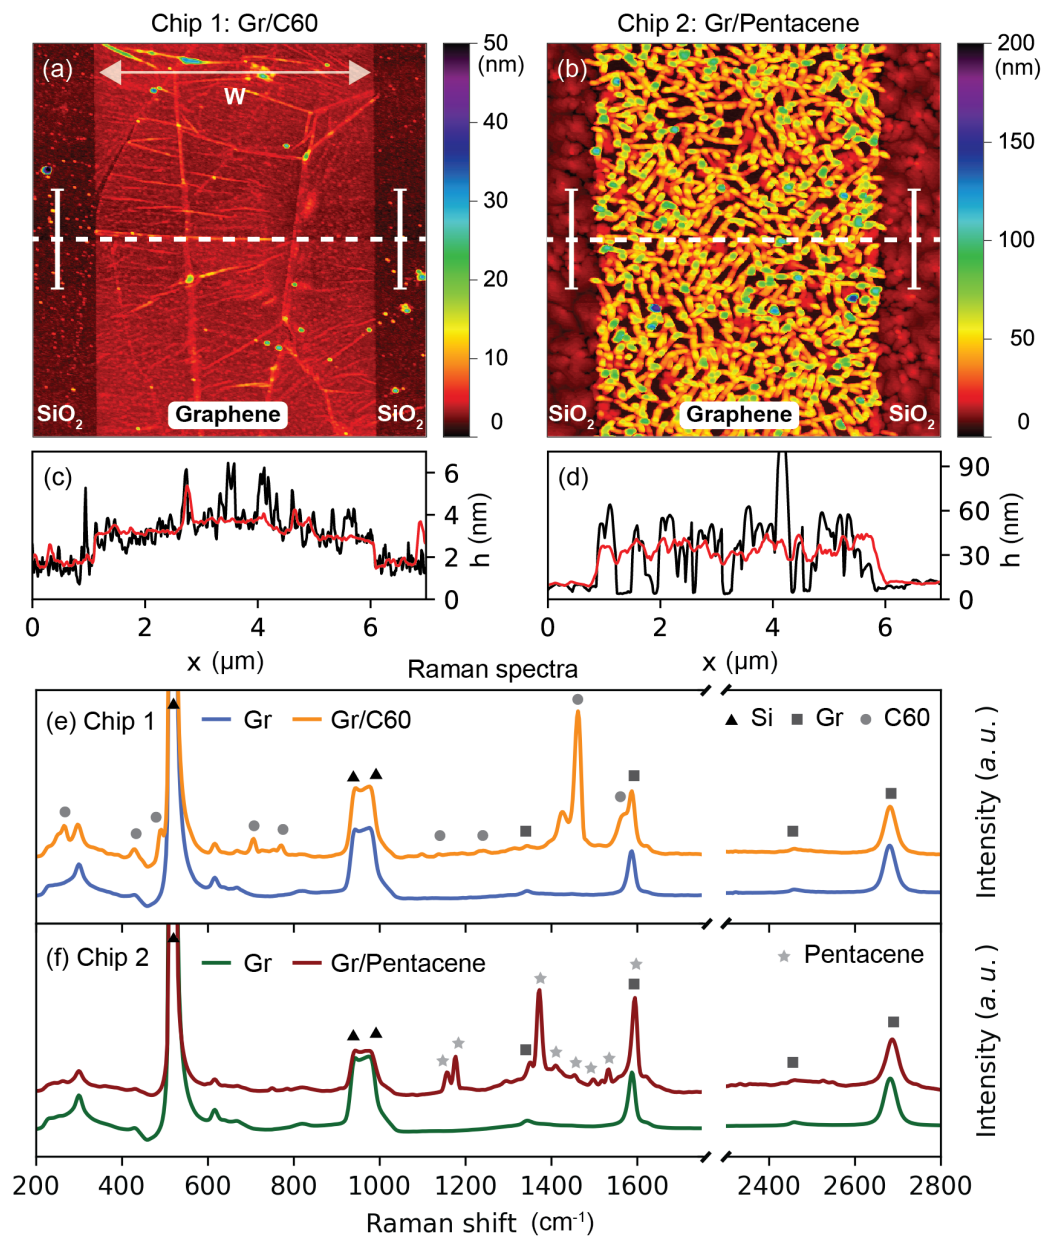 Chip 1: Gr/C60
Chip 2: Gr/Pentacene
(a)
W
SiO2
Graphene
SiO2
50
(nm)
40
30
20
10
0
(b)
SiO2
Graphene
SiO2
200
(nm)
150
100
50
0
(c)
6
4
2
0
h (nm)
0 2 4 6
x (μm)
(d)
90
60
30
0
h (nm)
0 2 4 6
x (μm)
Raman spectra
(e) Chip 1
Gr
Gr/C60
Si
Gr
C60
Intensity (a. u.)
(f) Chip 2
Gr
Gr/Pentacene
Pentacene
Intensity (a. u.)
200 400 600 800 1000 1200 1400 1600 2400 2600 2800
Raman shift (cm-1)